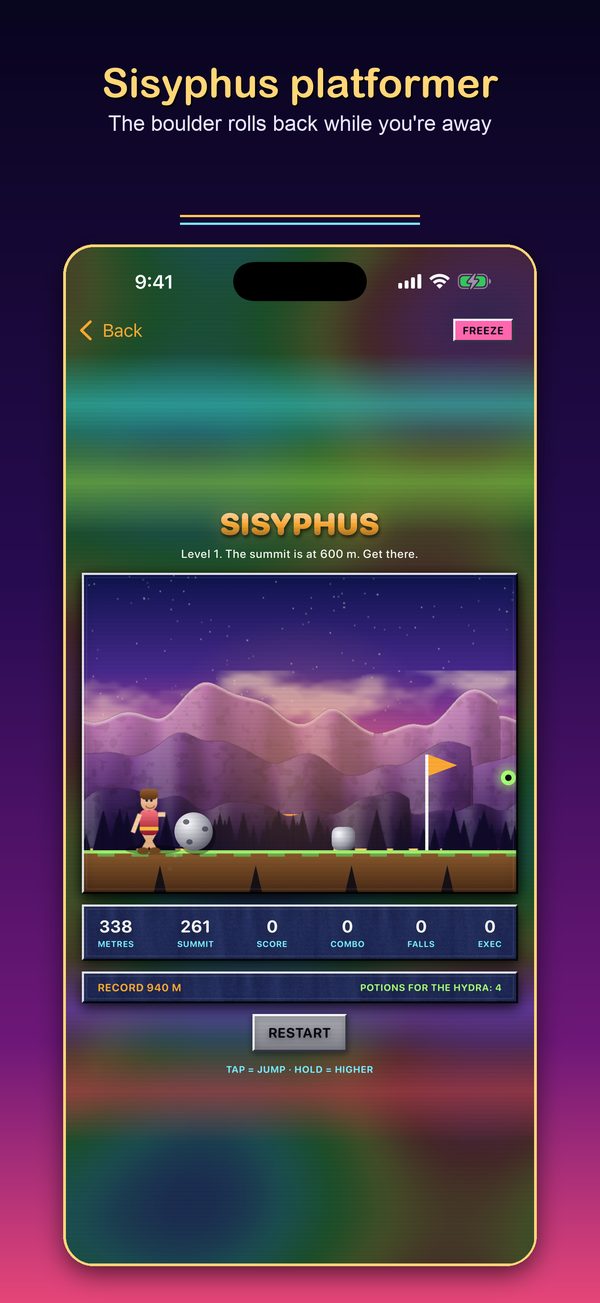 Sisyphus platformer
The boulder rolls back while you're away
9:41
Back
FREEZE
SISYPHUS
Level 1. The summit is at 600 m. Get there.
338 261 0 0 0 0
METRES SUMMIT SCORE COMBO FALLS EXEC
RECORD 940 M POTIONS FOR THE HYDRA: 4
RESTART
TAP = JUMP · HOLD = HIGHER